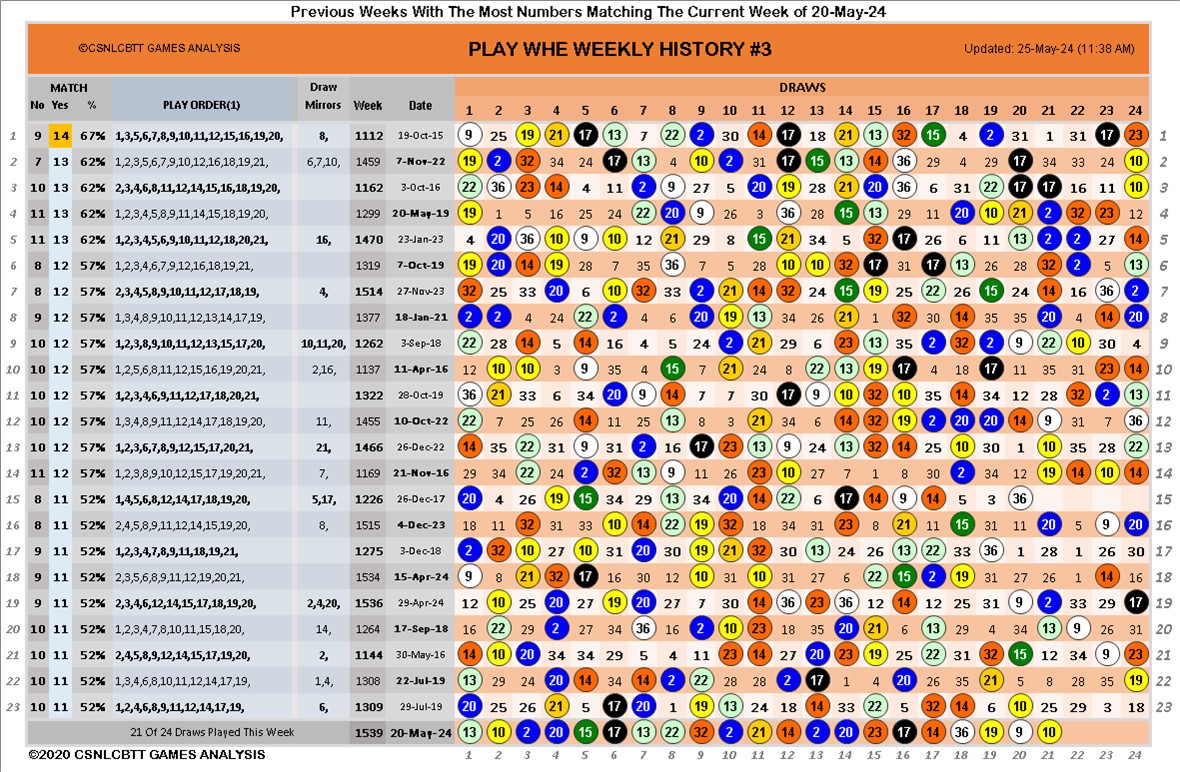 Previous Weeks With The Most Numbers Matching The Current Week of 20-May-24
©CSNLCBTT GAMES ANALYSIS PLAY WHE WEEKLY HISTORY #3 Updated: 25-May-24 (11:38 AM)
MATCH Draw DRAWS
No Yes % PLAY ORDER(1) Mirrors Week Date 1 2 3 4 5 6 7 8 9 10 11 12 13 14 15 16 17 18 19 20 21 22 23 24
1 9 14 67% 1,3,5,6,7,8,9,10,11,12,15,16,19,20, 8, 1112 19-Oct-15 9 25 19 21 17 13 7 22 2 30 14 17 18 21 13 32 15 4 2 31 1 31 23 23 1
2 7 13 62% 1,2,3,5,6,7,9,10,12,16,18,19,21, 6,7,10, 1459 7-Nov-22 19 2 32 34 24 17 13 4 10 2 31 17 15 13 14 36 29 4 29 17 34 33 24 10 2
3 10 13 62% 2,3,4,6,8,11,12,14,15,16,18,19,20, 1162 3-Oct-16 22 36 23 14 4 11 2 9 27 5 20 19 28 21 20 36 6 31 22 17 17 16 11 10 3
4 11 13 62% 1,2,3,4,5,8,9,11,14,15,18,19,20, 1299 20-May-19 19 1 5 16 25 24 22 20 9 26 3 36 28 15 13 29 11 20 10 21 2 32 23 12 4
5 11 13 62% 1,2,3,4,5,6,9,10,11,12,18,20,21, 16, 1470 23-Jan-23 4 20 36 10 9 10 12 21 29 8 15 21 34 5 32 17 26 6 11 13 2 2 27 14 5
6 8 12 57% 1,2,3,4,6,7,9,12,16,18,19,21, 1319 7-Oct-19 19 20 14 19 28 7 35 36 7 5 28 10 10 32 17 31 17 13 26 28 32 2 5 13 6
7 8 12 57% 2,3,4,5,8,9,10,11,12,17,18,19, 4, 1514 27-Nov-23 32 25 33 20 6 10 32 33 2 21 14 32 24 15 19 25 22 26 15 24 14 16 36 2 7
8 9 12 57% 1,3,4,9,9,10,11,12,13,14,17,19, 1377 18-Jan-21 2 2 4 24 22 2 4 6 20 19 13 34 26 21 1 32 30 14 35 35 20 4 14 20 8
9 10 12 57% 1,2,3,8,9,10,11,12,13,15,17,20, 10,11,20, 1262 3-Sep-18 22 28 14 5 14 16 4 5 24 2 21 29 6 23 13 35 2 32 2 9 22 10 30 4 9
10 10 12 57% 1,2,5,6,8,13,14,15,16,19,20,21, 2,16, 1137 11-Apr-16 12 10 10 3 9 35 4 15 7 21 24 8 22 13 19 17 4 18 17 11 35 31 23 14 10
11 10 12 57% 1,2,3,4,6,9,11,12,17,18,20,21, 1322 28-Oct-19 36 21 33 6 34 20 9 14 7 7 30 17 9 10 32 10 35 14 34 12 28 32 2 13 11
12 10 12 57% 1,3,4,8,9,11,12,14,15,17,18,21, 11, 1455 10-Oct-22 22 7 25 26 14 11 25 13 8 11 21 34 24 14 32 19 2 20 20 14 9 31 7 36 12
13 10 12 57% 1,2,3,6,7,8,9,12,15,17,20,21, 21, 1466 26-Dec-22 14 35 22 31 9 31 2 16 17 23 13 9 13 32 14 35 10 30 1 10 28 24 22 13
14 11 12 57% 1,2,3,8,9,10,12,15,17,19,20,21, 7, 1169 21-Nov-16 29 34 22 24 2 32 13 9 11 26 23 10 27 7 1 8 30 2 34 31 19 14 10 14 14
15 8 11 52% 1,4,5,6,8,12,14,17,18,19,20, 5,17, 1226 26-Dec-17 20 4 26 19 15 34 29 13 34 20 14 22 6 17 14 9 14 5 3 36 15
16 8 11 52% 2,4,5,6,9,11,12,14,15,19,20, 8, 1515 4-Dec-23 18 11 32 31 33 10 14 22 19 32 18 34 31 23 8 21 18 15 31 11 20 5 9 20 16
17 9 11 52% 1,2,3,4,7,8,9,11,18,19,21, 1275 3-Dec-18 2 32 10 27 10 31 20 30 19 21 32 30 13 24 26 13 22 33 36 1 28 1 26 30 17
18 9 11 52% 2,3,5,6,8,9,11,12,19,20,21, 1534 15-Apr-24 9 8 21 32 17 16 30 12 10 31 10 31 27 6 22 15 2 19 31 27 26 1 14 16 18
19 9 11 52% 2,3,4,6,12,14,15,17,18,19,20, 2,4,20, 1536 29-Apr-24 12 10 25 20 27 19 20 27 7 30 14 36 23 36 12 14 12 25 31 9 2 33 29 17 19
20 10 11 52% 1,2,3,4,7,8,10,11,15,18,20, 14, 1264 17-Sep-18 16 22 29 2 27 34 36 16 2 10 23 18 35 20 21 6 13 29 4 34 13 9 26 31 20
21 10 11 52% 2,4,5,8,9,12,14,15,17,19,20, 2, 1144 30-May-16 14 10 20 34 34 29 5 4 11 23 14 27 20 23 19 25 22 31 32 15 12 34 9 23 21
22 10 11 52% 1,3,4,6,8,10,11,12,14,17,19, 1,4, 1308 22-Jul-19 13 29 24 20 14 34 14 2 22 28 28 2 17 1 4 20 26 35 21 5 8 28 24 19 22
23 10 11 52% 1,2,4,6,8,9,11,12,14,17,19, 6, 1309 29-Jul-19 20 25 26 21 6 17 20 1 19 13 24 18 33 14 33 22 5 32 14 6 10 25 29 3 18 23
21 Of 24 Draws Played This Week 1539 20-May-24 13 10 2 20 15 17 13 22 32 2 21 14 2 20 23 17 14 36 19 9 10
©2020 CSNLCBTT GAMES ANALYSIS 1 2 3 4 5 6 7 8 9 10 11 12 13 14 15 16 17 18 19 20 21 22 23 24